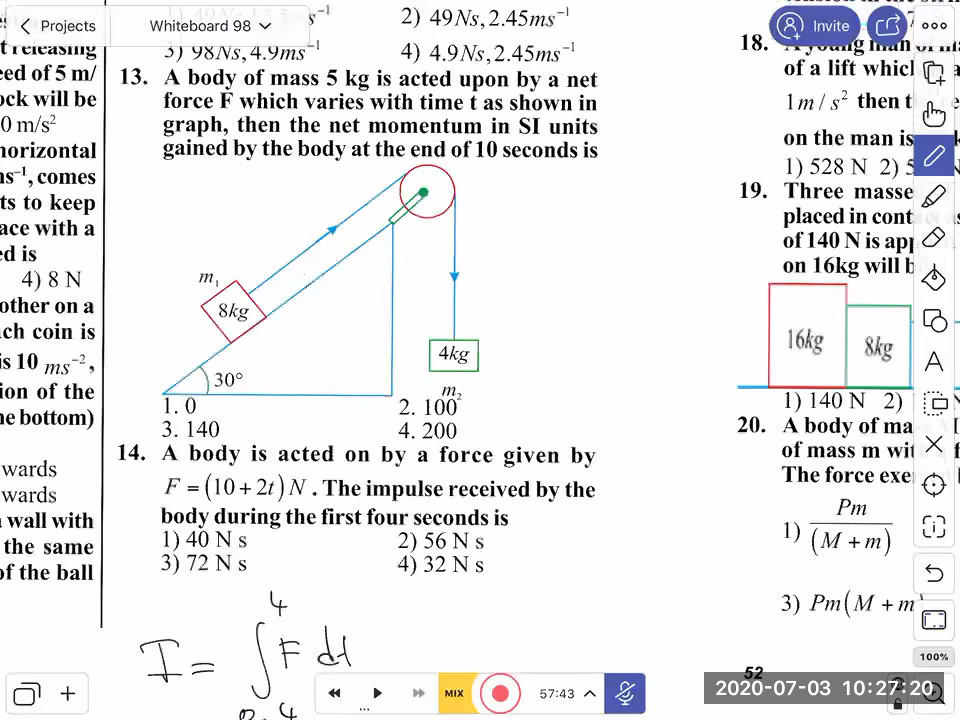 Projects
Whiteboard 98
Invite
t releasing
eed of 5 m/
ock will be
0 m/s²
horizontal
ns⁻¹, comes
ts to keep
ace with a
ed is
4) 8 N
other on a
ach coin is
is 10 ms⁻²,
ion of the
ne bottom)
wards
wards
a wall with
the same
of the ball
2) 49Ns, 2.45ms⁻¹
3) 98Ns, 4.9ms⁻¹
4) 4.9Ns, 2.45ms⁻¹
13. A body of mass 5 kg is acted upon by a net
force F which varies with time t as shown in
graph, then the net momentum in SI units
gained by the body at the end of 10 seconds is
m₁
8kg
30°
4kg
m₂
1. 0
2. 100
3. 140
4. 200
14. A body is acted on by a force given by
F = (10 + 2t) N . The impulse received by the
body during the first four seconds is
1) 40 N s
2) 56 N s
3) 72 N s
4) 32 N s
I = ∫ F dt
4
18. A young man of
of a lift which
1m / s² then
on the man is
1) 528 N 2) 5
19. Three masse
placed in cont
of 140 N is app
on 16kg will b
16kg
8kg
1) 140 N 2)
20. A body of ma
of mass m wit
The force exe
1) Pm / (M + m)
3) Pm(M + m
52
100%
MIX
57:43
2020-07-03 10:27:20